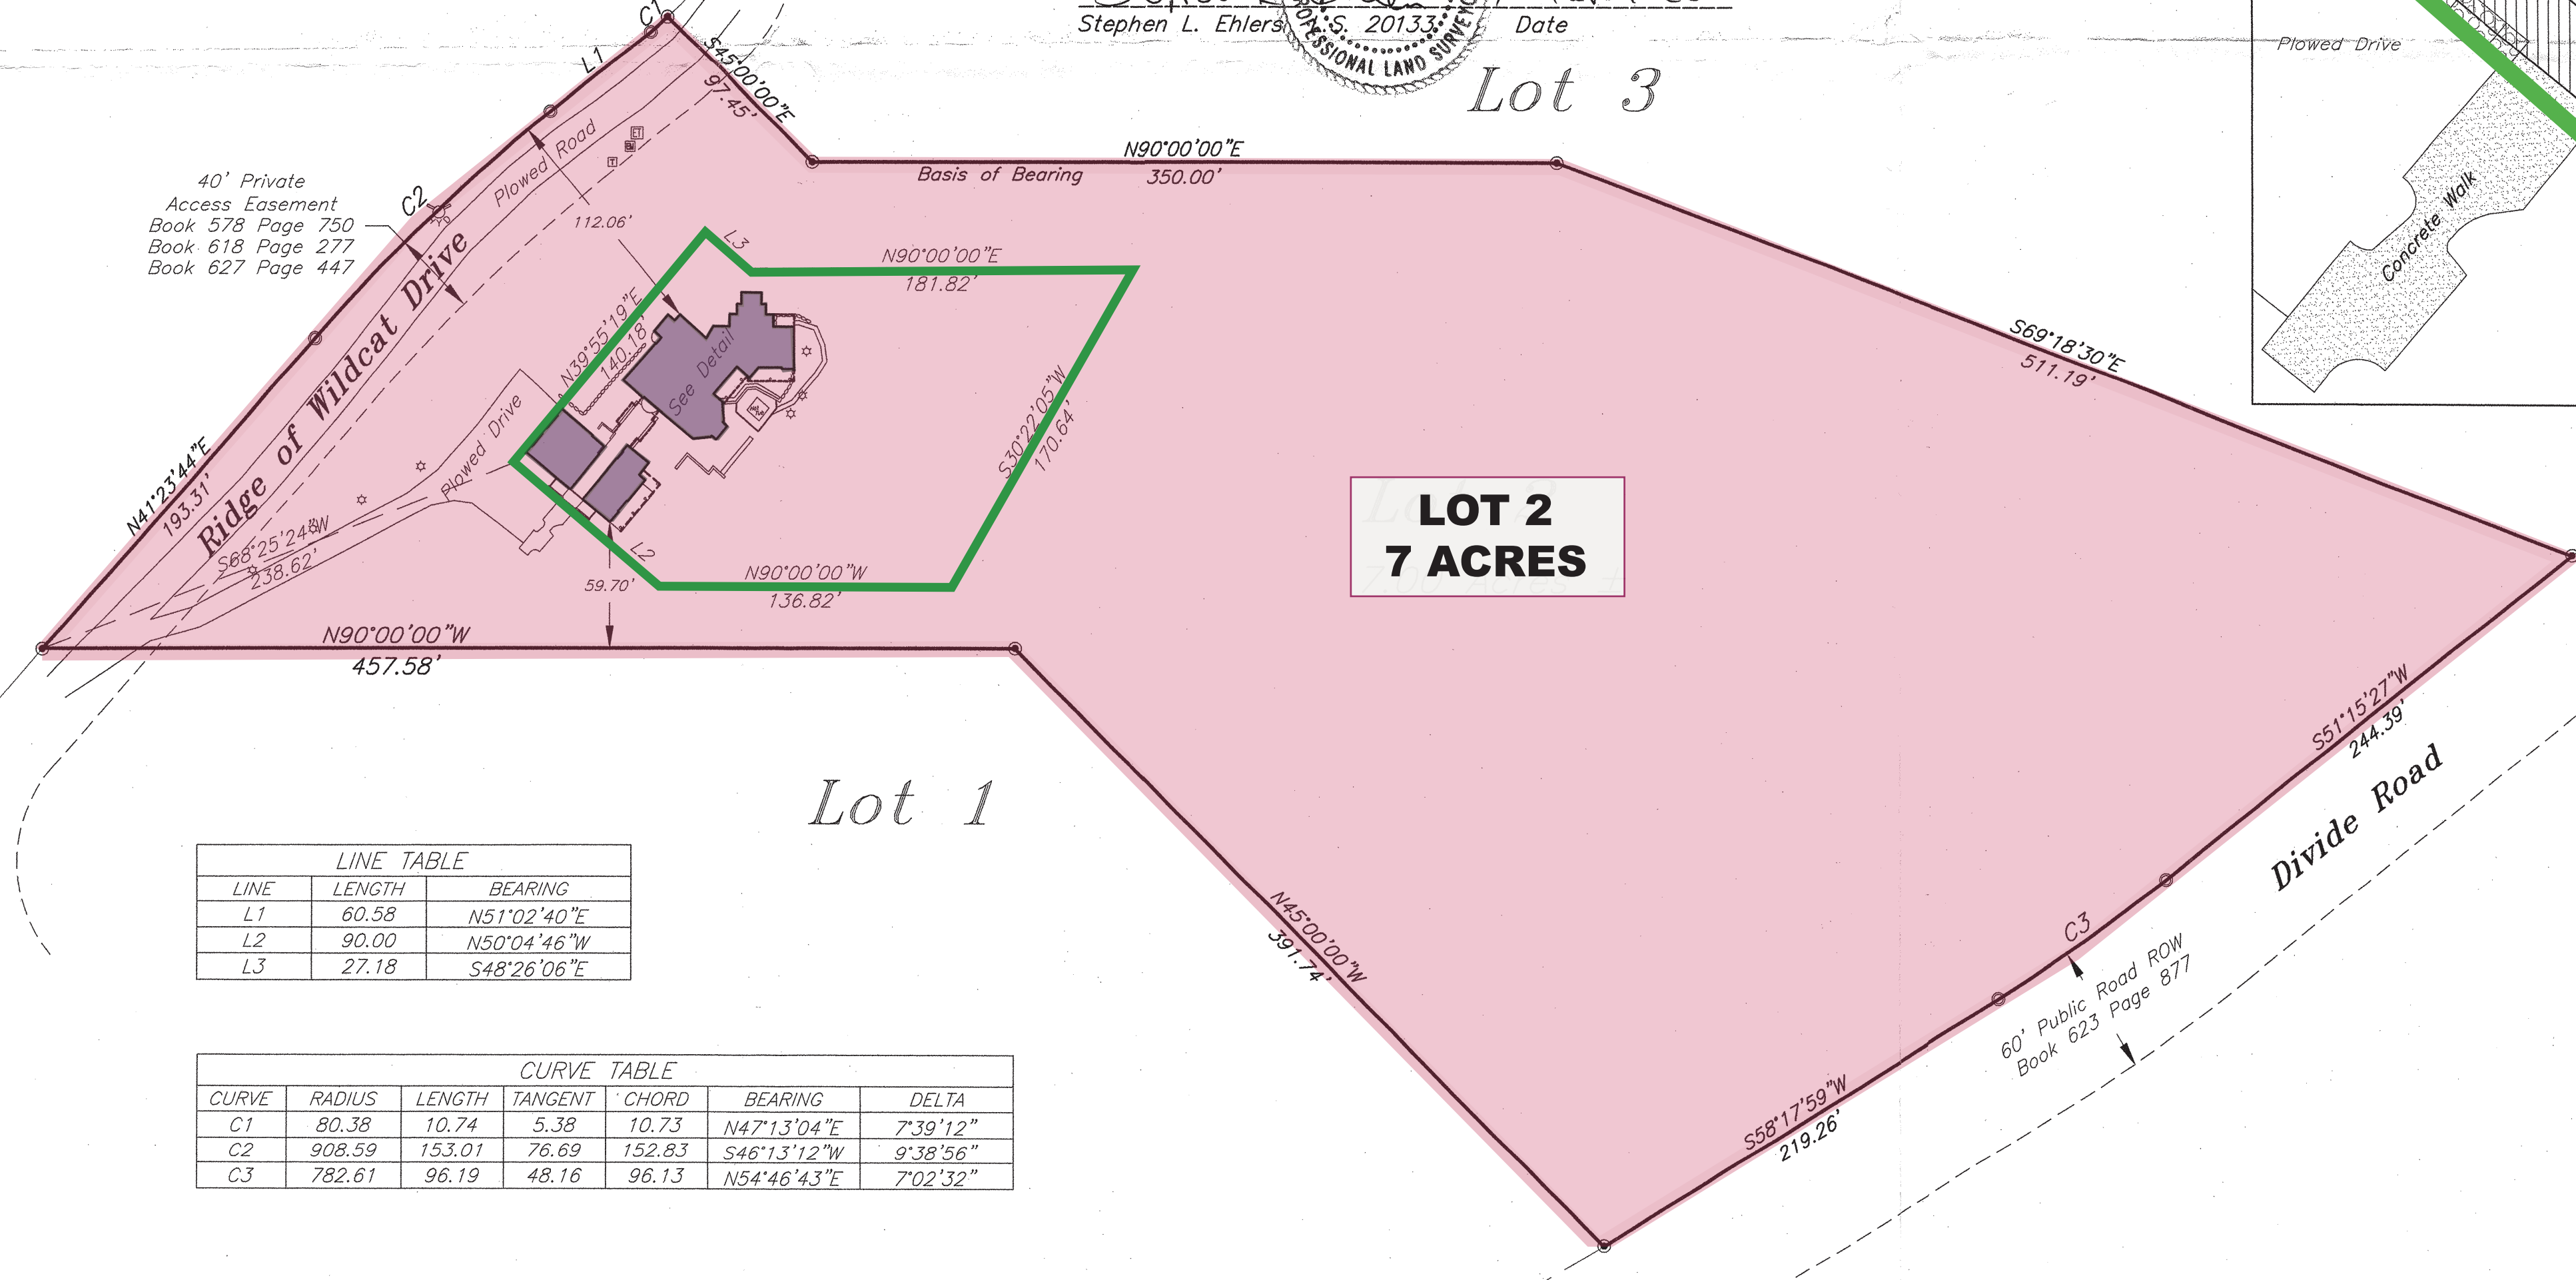 Stephen L. Ehlers
S. 20133
Date
PROFESSIONAL LAND SURVEYOR
Lot 3
Plowed Drive
Concrete Walk
C1
L1
S45°00'00"E
97.45'
N90°00'00"E
Basis of Bearing
350.00'
Plowed Road
C2
40' Private
Access Easement
Book 578 Page 750
Book 618 Page 277
Book 627 Page 447
ET
T
112.06'
L3
N90°00'00"E
181.82'
N39°55'19"E
140.18'
See Detail
S30°22'05"W
170.64'
S69°18'30"E
511.19'
Ridge of Wildcat Drive
N41°23'44"E
193.31'
Plowed Drive
S68°25'24"W
238.62'
L2
59.70'
N90°00'00"W
136.82'
LOT 2
7 ACRES
7.00 Acres ±
N90°00'00"W
457.58'
S51°15'27"W
244.39'
Divide Road
Lot 1
N45°00'00"W
391.74'
C3
60' Public Road ROW
Book 623 Page 877
S58°17'59"W
219.26'
LINE TABLE
LINE LENGTH BEARING
L1 60.58 N51°02'40"E
L2 90.00 N50°04'46"W
L3 27.18 S48°26'06"E
CURVE TABLE
CURVE RADIUS LENGTH TANGENT CHORD BEARING DELTA
C1 80.38 10.74 5.38 10.73 N47°13'04"E 7°39'12"
C2 908.59 153.01 76.69 152.83 S46°13'12"W 9°38'56"
C3 782.61 96.19 48.16 96.13 N54°46'43"E 7°02'32"